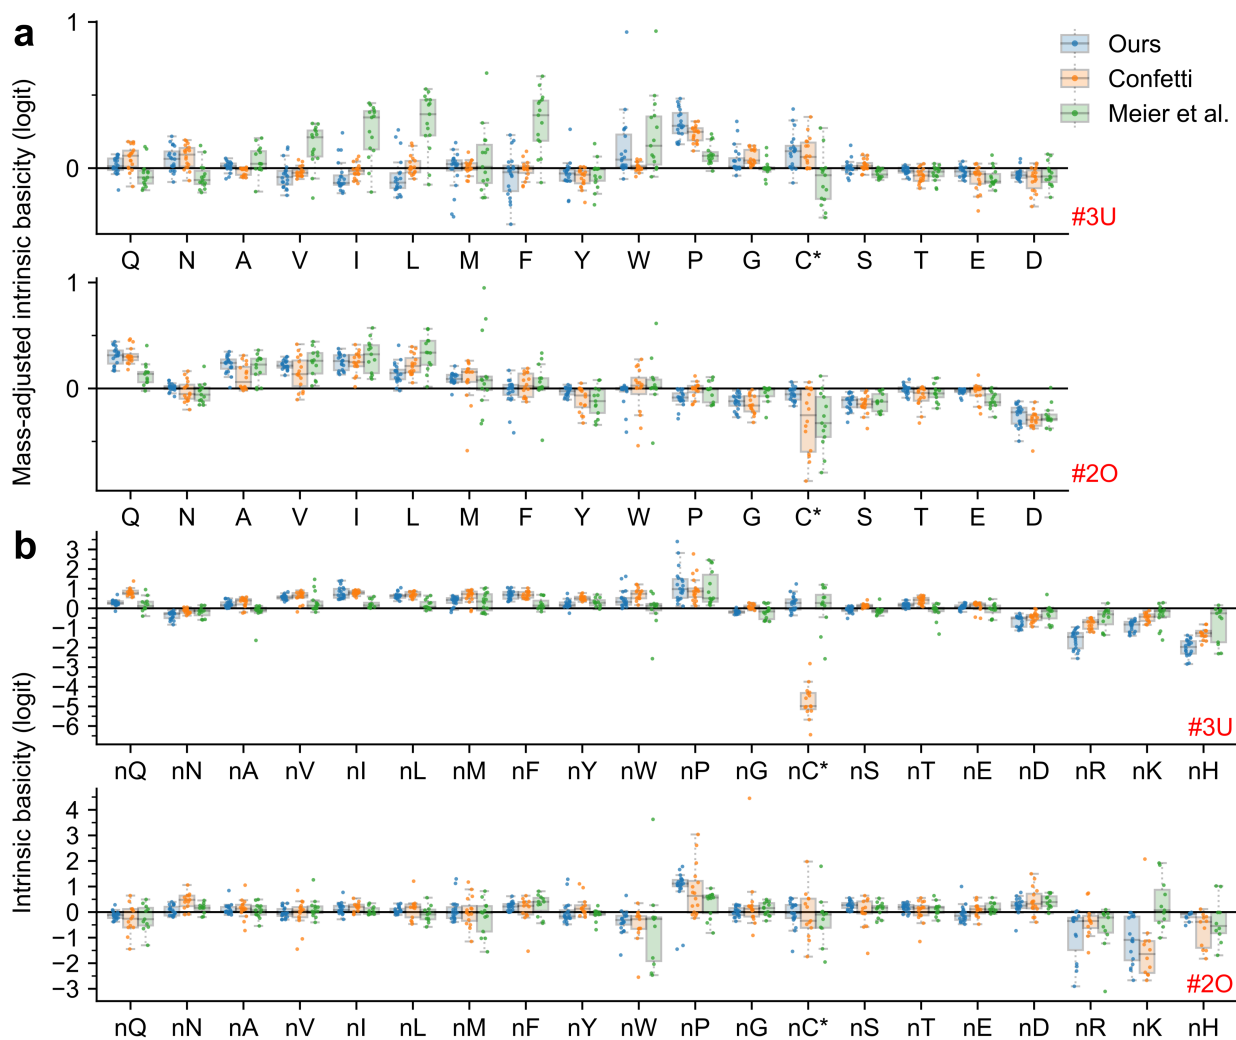 a
Mass-adjusted intrinsic basicity (logit)
1
0
Ours
Confetti
Meier et al.
#3U
Q N A V I L M F Y W P G C* S T E D
1
0
#2O
Q N A V I L M F Y W P G C* S T E D
b
Intrinsic basicity (logit)
3
2
1
0
−1
−2
−3
−4
−5
−6
#3U
nQ nN nA nV nI nL nM nF nY nW nP nG nC* nS nT nE nD nR nK nH
4
3
2
1
0
−1
−2
−3
#2O
nQ nN nA nV nI nL nM nF nY nW nP nG nC* nS nT nE nD nR nK nH